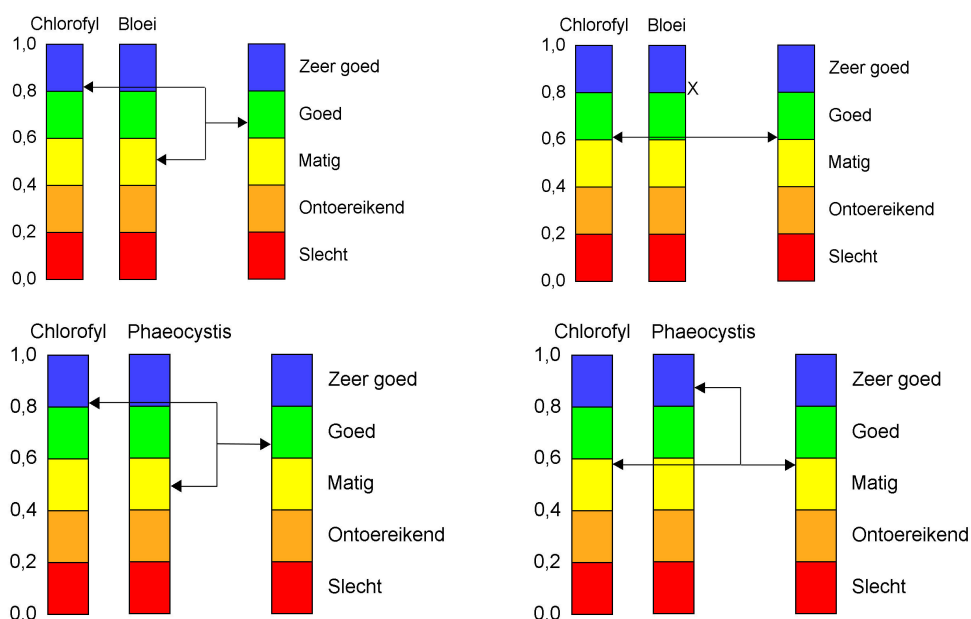 Chlorofyl Bloei
1,0
Zeer goed
0,8
Goed
0,6
Matig
0,4
Ontoereikend
0,2
Slecht
0,0
Chlorofyl Bloei
1,0
Zeer goed
X
0,8
Goed
0,6
Matig
0,4
Ontoereikend
0,2
Slecht
0,0
Chlorofyl Phaeocystis
1,0
Zeer goed
0,8
Goed
0,6
Matig
0,4
Ontoereikend
0,2
Slecht
0,0
Chlorofyl Phaeocystis
1,0
Zeer goed
0,8
Goed
0,6
Matig
0,4
Ontoereikend
0,2
Slecht
0,0